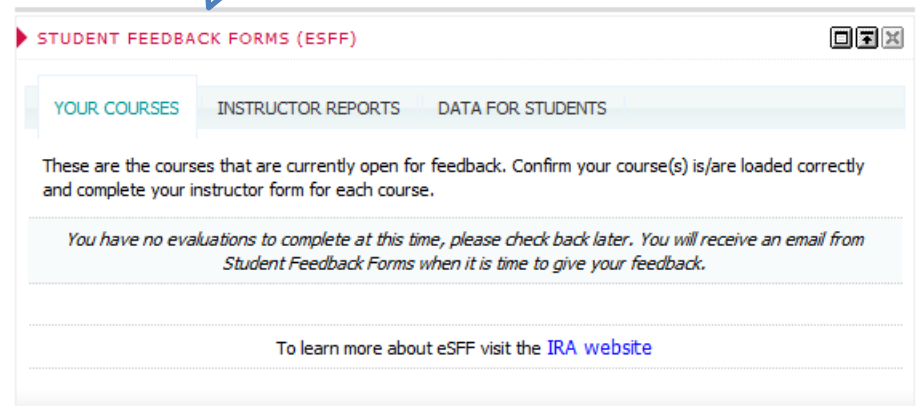 STUDENT FEEDBACK FORMS (ESFF)
YOUR COURSES INSTRUCTOR REPORTS DATA FOR STUDENTS
These are the courses that are currently open for feedback. Confirm your course(s) is/are loaded correctly
and complete your instructor form for each course.
You have no evaluations to complete at this time, please check back later. You will receive an email from
Student Feedback Forms when it is time to give your feedback.
To learn more about eSFF visit the IRA website